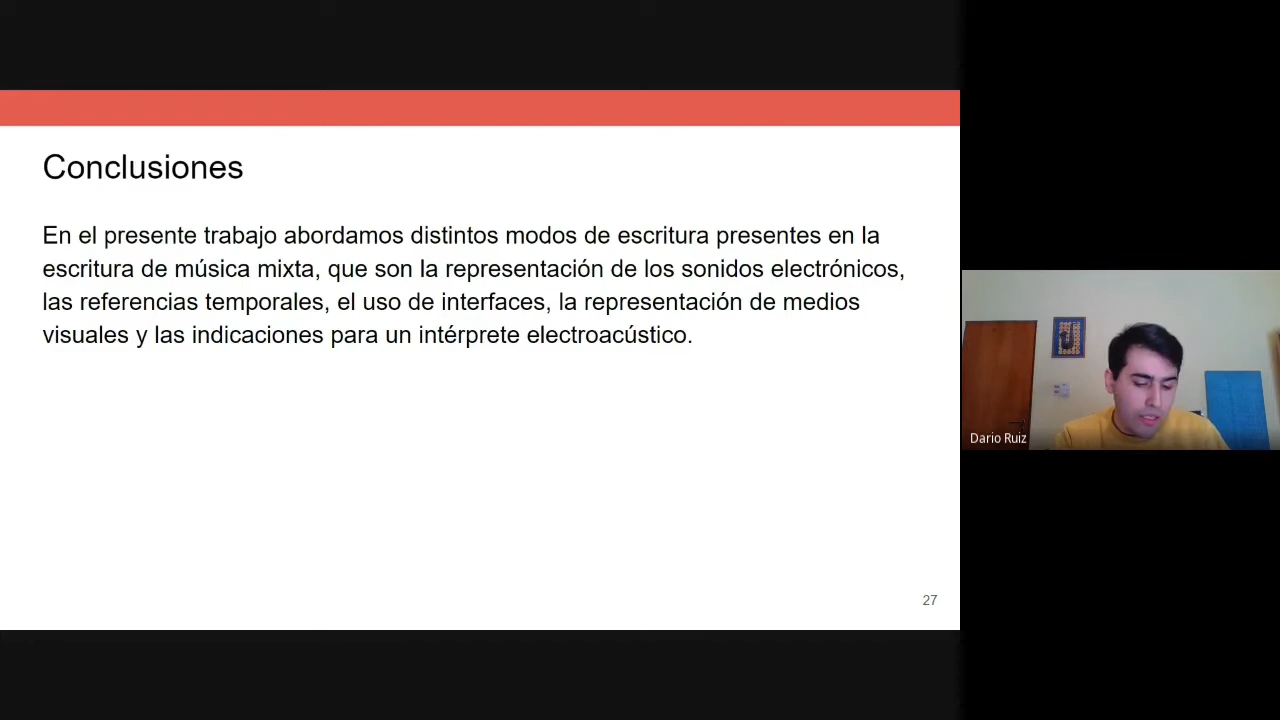 Conclusiones
En el presente trabajo abordamos distintos modos de escritura presentes en la
escritura de música mixta, que son la representación de los sonidos electrónicos,
las referencias temporales, el uso de interfaces, la representación de medios
visuales y las indicaciones para un intérprete electroacústico.
27
Dario Ruiz